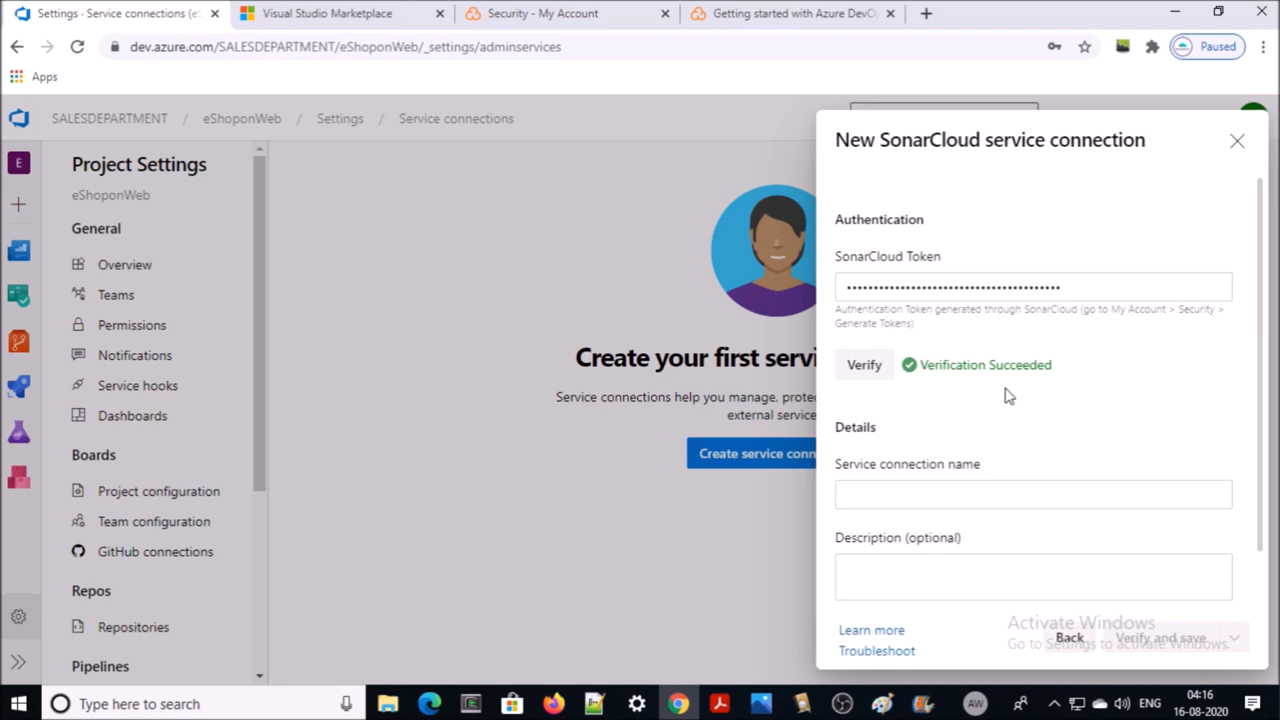 Settings · Service connections (eS
Visual Studio Marketplace
Security - My Account
Getting started with Azure DevOp
dev.azure.com/SALESDEPARTMENT/eShoponWeb/_settings/adminservices
Paused
Apps
SALESDEPARTMENT / eShoponWeb / Settings / Service connections
E
Project Settings
eShoponWeb
General
Overview
Teams
Permissions
Notifications
Service hooks
Dashboards
Boards
Project configuration
Team configuration
GitHub connections
Repos
Repositories
Pipelines
Create your first servi
Service connections help you manage, protec
external service
Create service conn
New SonarCloud service connection
Authentication
SonarCloud Token
••••••••••••••••••••••••••••••••••••••••
Authentication Token generated through SonarCloud (go to My Account > Security >
Generate Tokens)
Verify
Verification Succeeded
Details
Service connection name
Description (optional)
Learn more
Troubleshoot
Back
Verify and save
Activate Windows
Go to Settings to activate Windows.
Type here to search
AW
ENG
04:16
16-08-2020